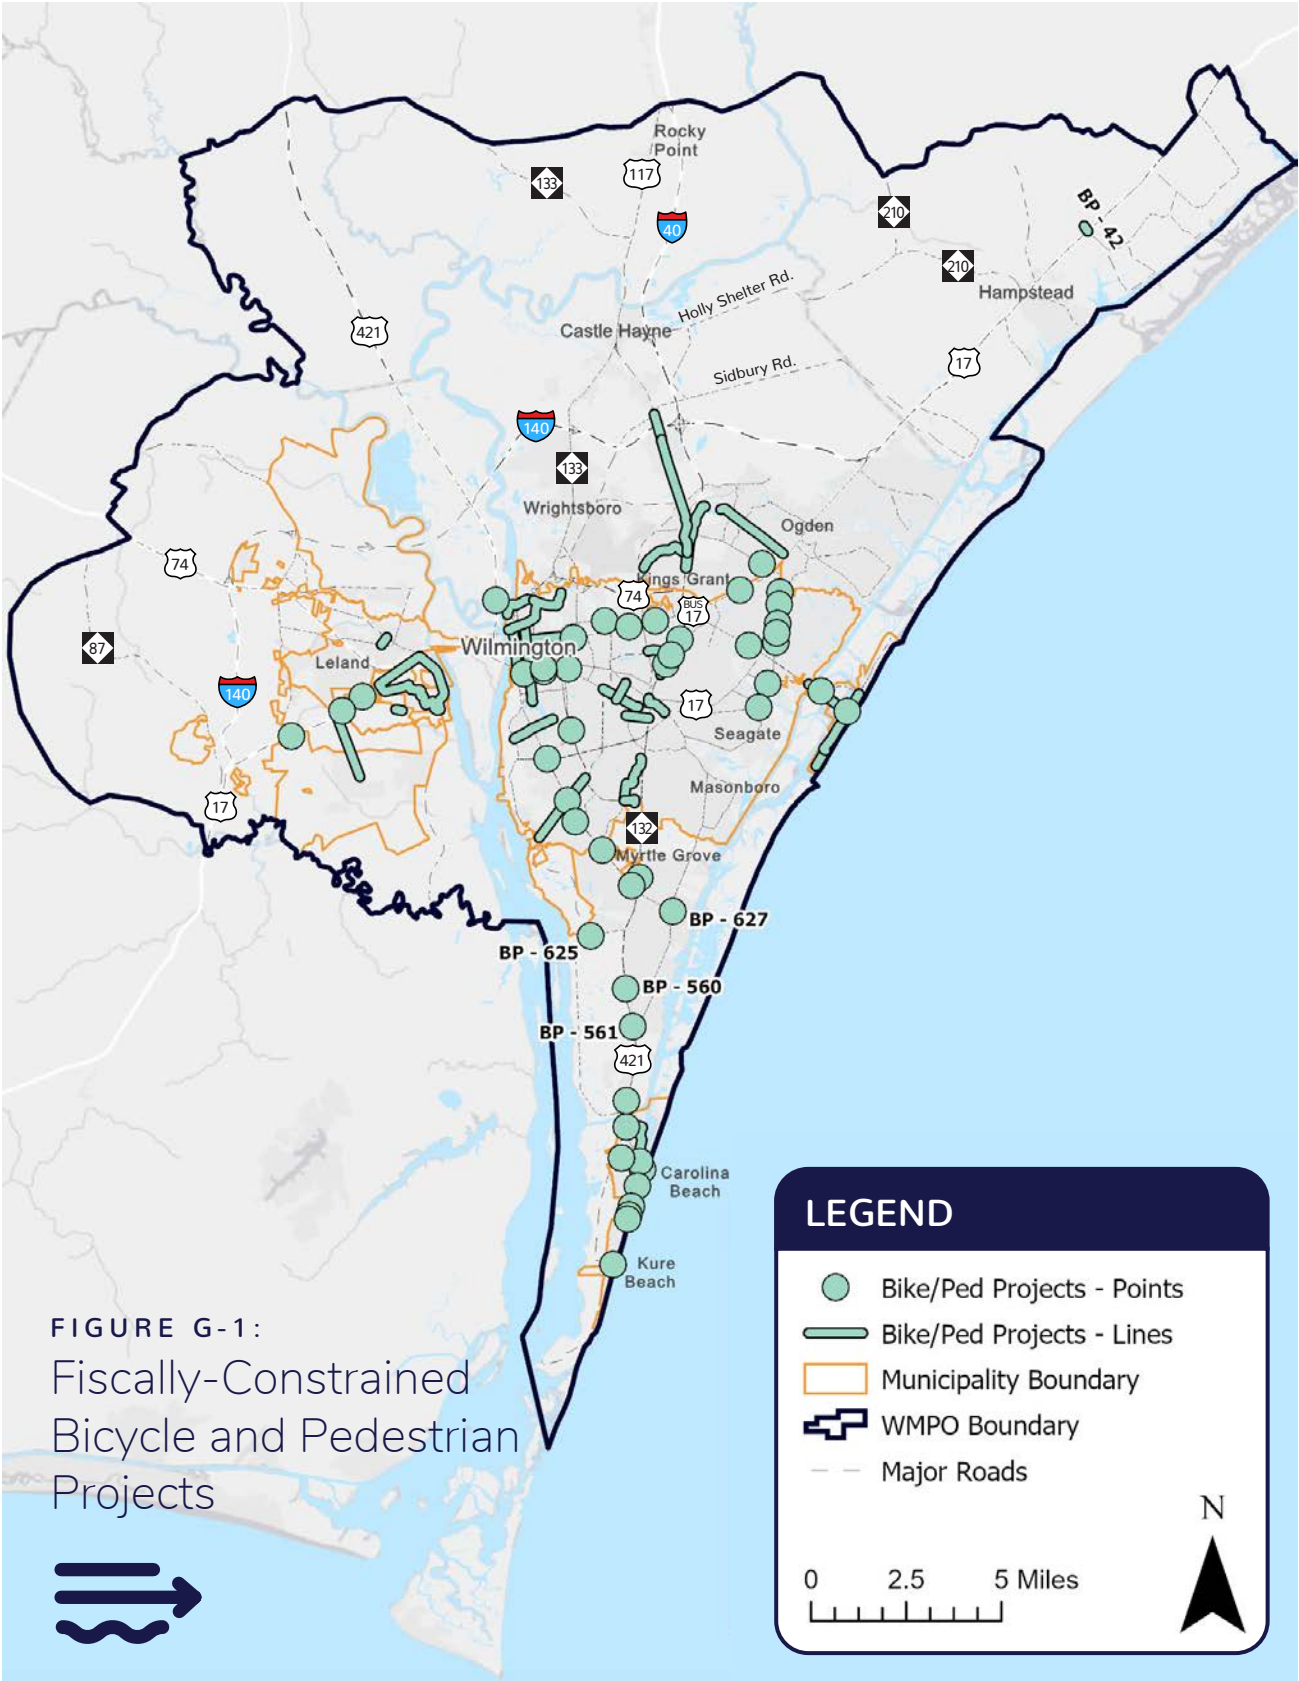 Rocky
Point
133
117
40
210
BP - 42
210
Hampstead
Holly Shelter Rd.
421
Castle Hayne
17
Sidbury Rd.
140
133
Wrightsboro
Ogden
74
Kings Grant
74
BUS
17
87
Wilmington
Leland
140
17
Seagate
Masonboro
17
132
Myrtle Grove
BP - 627
BP - 625
BP - 560
BP - 561
421
Carolina
Beach
Kure
Beach
FIGURE G-1:
Fiscally-Constrained
Bicycle and Pedestrian
Projects
LEGEND
Bike/Ped Projects - Points
Bike/Ped Projects - Lines
Municipality Boundary
WMPO Boundary
Major Roads
N
0 2.5 5 Miles